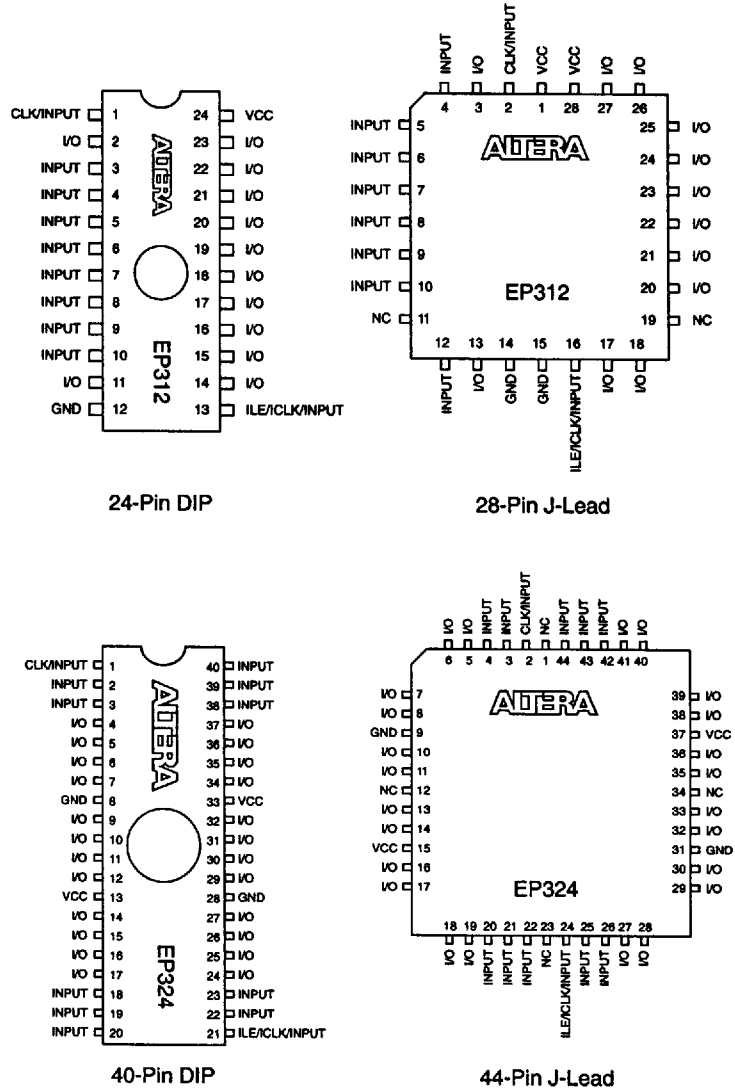 CLK/INPUT 1 24 VCC
I/O 2 23 I/O
INPUT 3 22 I/O
INPUT 4 21 I/O
INPUT 5 20 I/O
INPUT 6 19 I/O
INPUT 7 18 I/O
INPUT 8 17 I/O
INPUT 9 16 I/O
INPUT 10 15 I/O
I/O 11 14 I/O
GND 12 13 ILE/ICLK/INPUT
ALTERA
EP312
24-Pin DIP
INPUT I/O CLK/INPUT VCC VCC I/O I/O
4 3 2 1 28 27 26
INPUT 5 25 I/O
INPUT 6 24 I/O
INPUT 7 23 I/O
INPUT 8 22 I/O
INPUT 9 21 I/O
INPUT 10 20 I/O
NC 11 19 NC
ALTERA
EP312
12 13 14 15 16 17 18
INPUT I/O GND GND ILE/ICLK/INPUT I/O I/O
28-Pin J-Lead
CLK/INPUT 1 40 INPUT
INPUT 2 39 INPUT
INPUT 3 38 INPUT
I/O 4 37 I/O
I/O 5 36 I/O
I/O 6 35 I/O
I/O 7 34 I/O
GND 8 33 VCC
I/O 9 32 I/O
I/O 10 31 I/O
I/O 11 30 I/O
I/O 12 29 I/O
VCC 13 28 GND
I/O 14 27 I/O
I/O 15 26 I/O
I/O 16 25 I/O
I/O 17 24 I/O
INPUT 18 23 INPUT
INPUT 19 22 INPUT
INPUT 20 21 ILE/ICLK/INPUT
ALTERA
EP324
40-Pin DIP
I/O I/O INPUT INPUT CLK/INPUT NC INPUT INPUT INPUT I/O I/O
6 5 4 3 2 1 44 43 42 41 40
I/O 7 39 I/O
I/O 8 38 I/O
GND 9 37 VCC
I/O 10 36 I/O
I/O 11 35 I/O
NC 12 34 NC
I/O 13 33 I/O
I/O 14 32 I/O
VCC 15 31 GND
I/O 16 30 I/O
I/O 17 29 I/O
ALTERA
EP324
18 19 20 21 22 23 24 25 26 27 28
I/O I/O INPUT INPUT INPUT NC ILE/ICLK/INPUT INPUT INPUT I/O I/O
44-Pin J-Lead